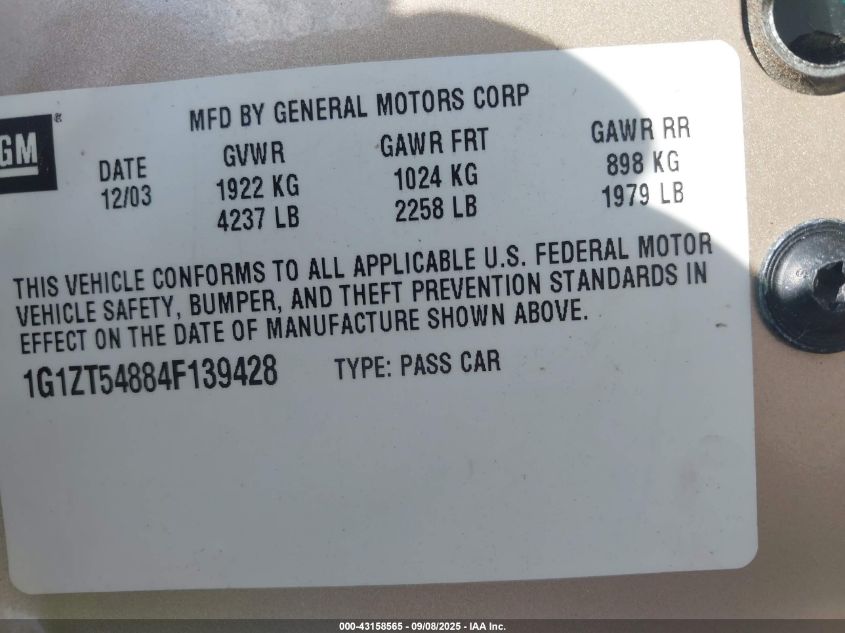 GM®
MFD BY GENERAL MOTORS CORP
DATE GVWR GAWR FRT GAWR RR
12/03 1922 KG 1024 KG 898 KG
4237 LB 2258 LB 1979 LB
THIS VEHICLE CONFORMS TO ALL APPLICABLE U.S. FEDERAL MOTOR
VEHICLE SAFETY, BUMPER, AND THEFT PREVENTION STANDARDS IN
EFFECT ON THE DATE OF MANUFACTURE SHOWN ABOVE.
1G1ZT54884F139428 TYPE: PASS CAR
000-43158565 - 09/08/2025 - IAA Inc.